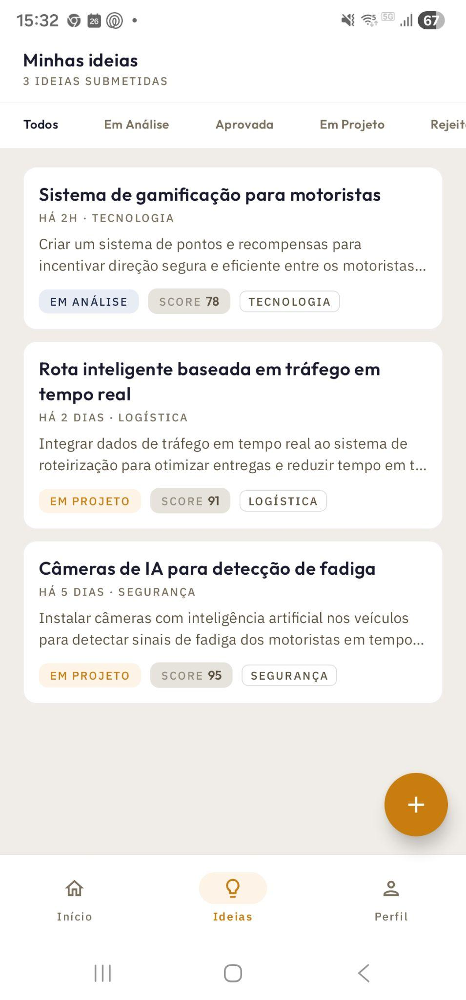 15:32
26
5
5G
67
Minhas ideias
3 IDEIAS SUBMETIDAS
Todos Em Análise Aprovada Em Projeto Rejeit
Sistema de gamificação para motoristas
HÁ 2H · TECNOLOGIA
Criar um sistema de pontos e recompensas para
incentivar direção segura e eficiente entre os motoristas...
EM ANÁLISE SCORE 78 TECNOLOGIA
Rota inteligente baseada em tráfego em
tempo real
HÁ 2 DIAS · LOGÍSTICA
Integrar dados de tráfego em tempo real ao sistema de
roteirização para otimizar entregas e reduzir tempo em t...
EM PROJETO SCORE 91 LOGÍSTICA
Câmeras de IA para detecção de fadiga
HÁ 5 DIAS · SEGURANÇA
Instalar câmeras com inteligência artificial nos veículos
para detectar sinais de fadiga dos motoristas em tempo...
EM PROJETO SCORE 95 SEGURANÇA
Início Ideias Perfil